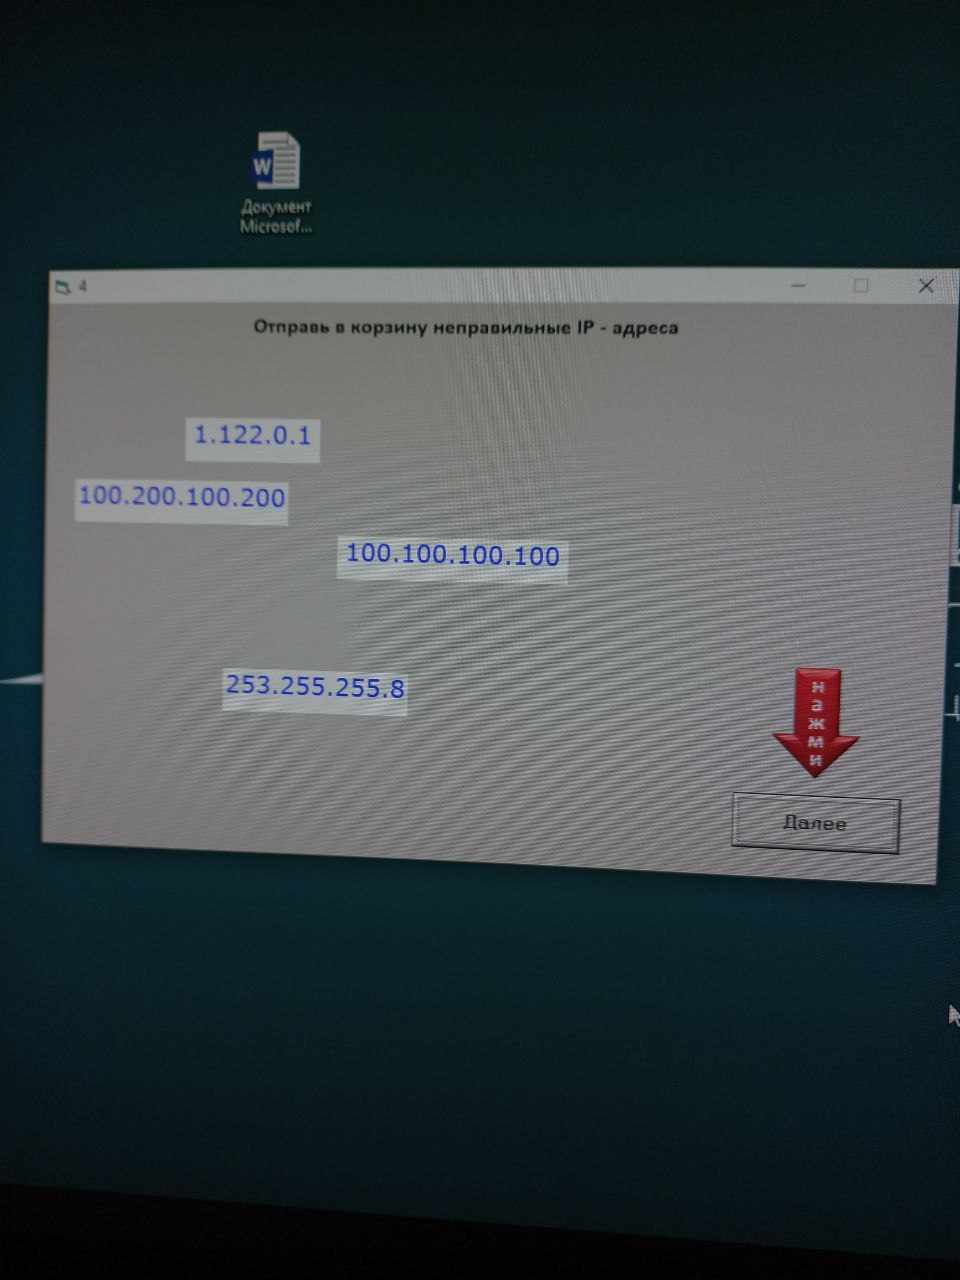 Документ
Microsof...
4
Отправь в корзину неправильные IP - адреса
1.122.0.1
100.200.100.200
100.100.100.100
253.255.255.8
нажми
Далее